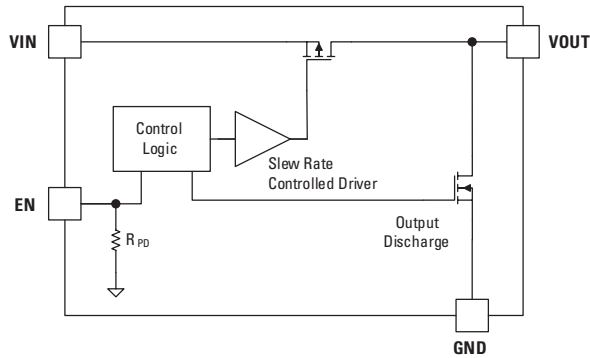 VIN
VOUT
Control
Logic
Slew Rate
Controlled Driver
EN
R PD
Output
Discharge
GND